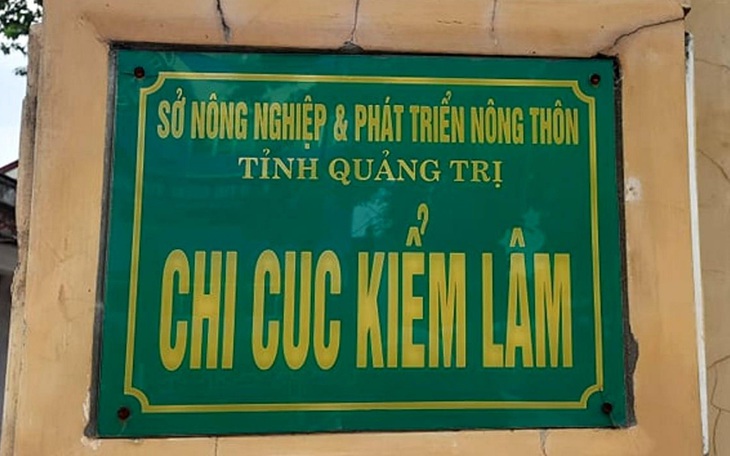 SỞ NÔNG NGHIỆP & PHÁT TRIỂN NÔNG THÔN
TỈNH QUẢNG TRỊ
CHI CUC KIỂM LÂM